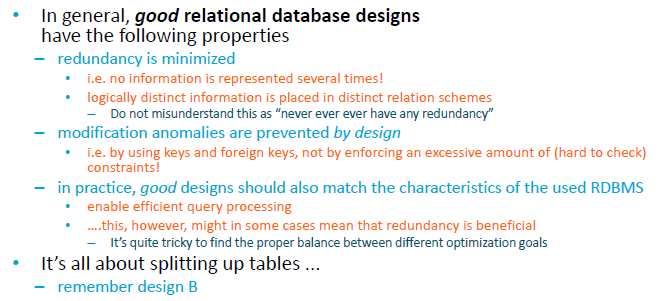 • In general, good relational database designs
have the following properties
– redundancy is minimized
• i.e. no information is represented several times!
• logically distinct information is placed in distinct relation schemes
– Do not misunderstand this as “never ever ever have any redundancy”
– modification anomalies are prevented by design
• i.e. by using keys and foreign keys, not by enforcing an excessive amount of (hard to check)
constraints!
– in practice, good designs should also match the characteristics of the used RDBMS
• enable efficient query processing
• ….this, however, might in some cases mean that redundancy is beneficial
– It’s quite tricky to find the proper balance between different optimization goals
• It’s all about splitting up tables ...
– remember design B